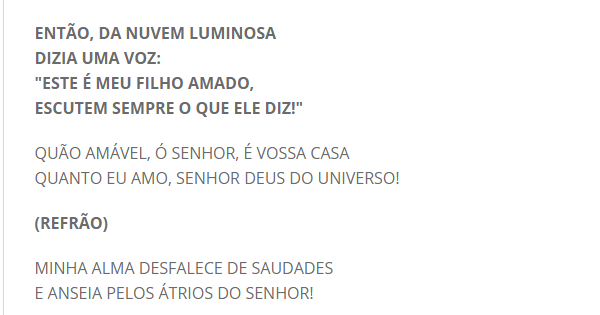 ENTÃO, DA NUVEM LUMINOSA
DIZIA UMA VOZ:
"ESTE É MEU FILHO AMADO,
ESCUTEM SEMPRE O QUE ELE DIZ!"
QUÃO AMÁVEL, Ó SENHOR, É VOSSA CASA
QUANTO EU AMO, SENHOR DEUS DO UNIVERSO!
(REFRÃO)
MINHA ALMA DESFALECE DE SAUDADES
E ANSEIA PELOS ÁTRIOS DO SENHOR!